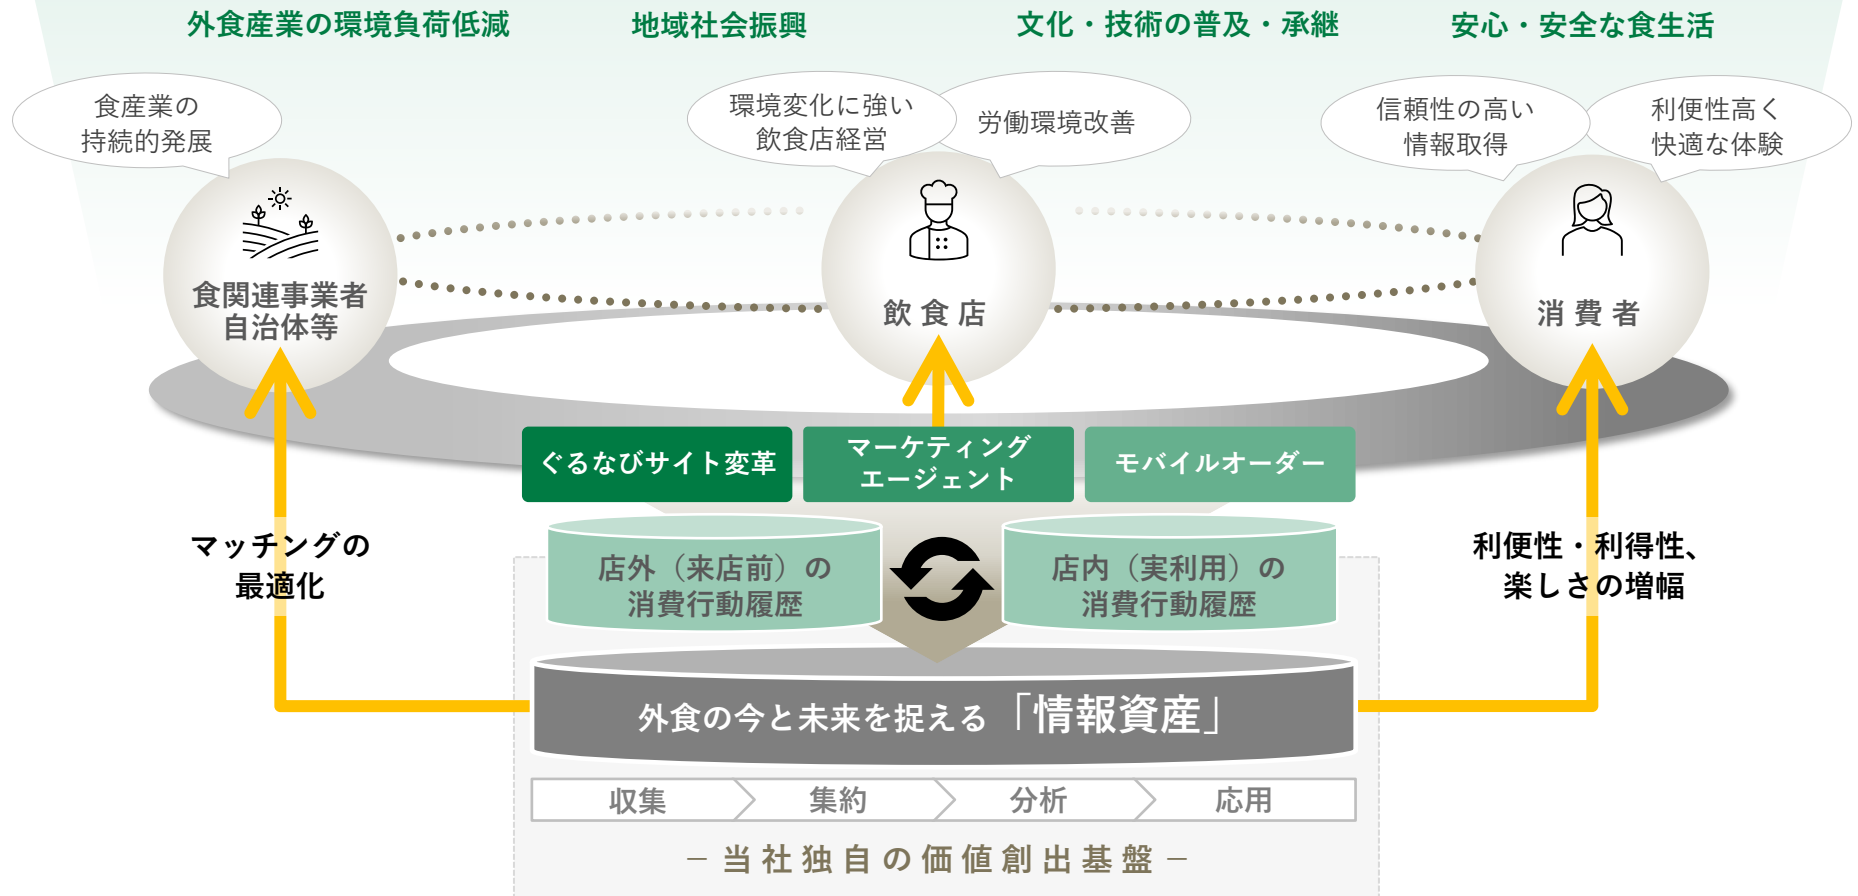 外食産業の環境負荷低減
地域社会振興
文化・技術の普及・承継
安心・安全な食生活
食産業の
持続的発展
環境変化に強い
飲食店経営
労働環境改善
信頼性の高い
情報取得
利便性高く
快適な体験
食関連事業者
自治体等
飲食店
消費者
ぐるなびサイト変革
マーケティング
エージェント
モバイルオーダー
マッチングの
最適化
店外（来店前）の
消費行動履歴
店内（実利用）の
消費行動履歴
利便性・利得性、
楽しさの増幅
外食の今と未来を捉える「情報資産」
収集
集約
分析
応用
－当社独自の価値創出基盤－